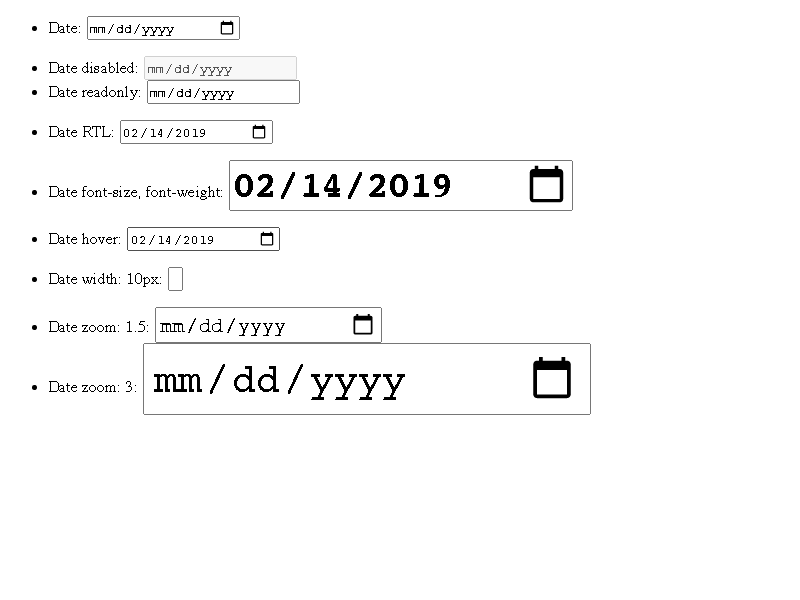 Date: mm/dd/yyyy
Date disabled: mm/dd/yyyy
Date readonly: mm/dd/yyyy
Date RTL: 02/14/2019
Date font-size, font-weight: 02/14/2019
Date hover: 02/14/2019
Date width: 10px:
Date zoom: 1.5: mm/dd/yyyy
Date zoom: 3: mm/dd/yyyy